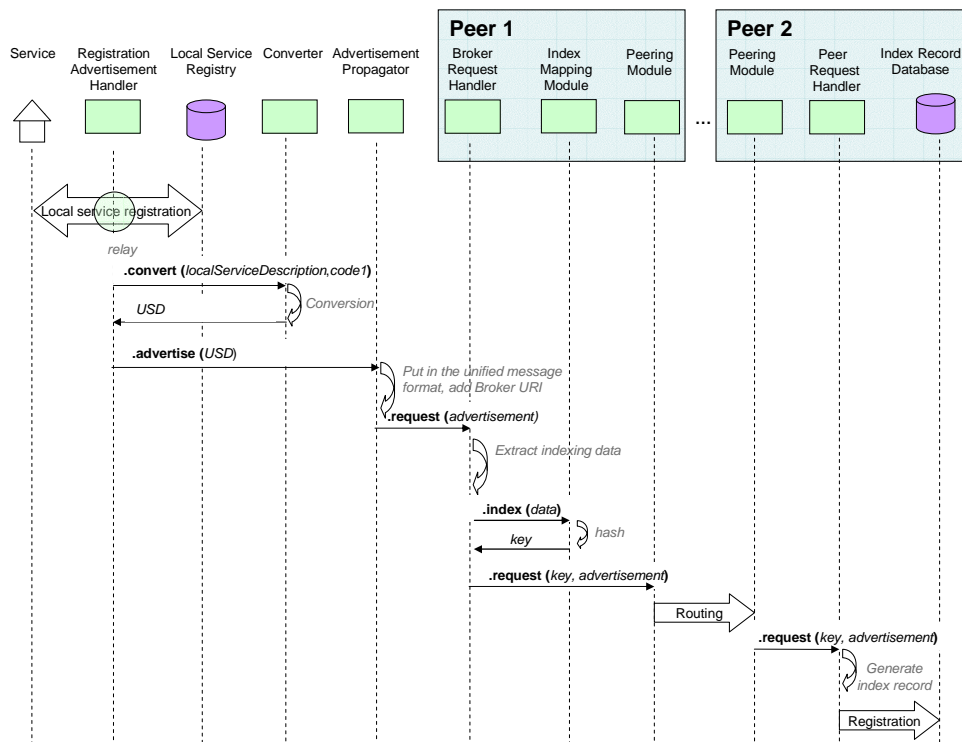 Peer 1
Peer 2
Service
Registration
Advertisement
Handler
Local Service
Registry
Converter
Advertisement
Propagator
Broker
Request
Handler
Index
Mapping
Module
Peering
Module
...
Peering
Module
Peer
Request
Handler
Index Record
Database
Local service registration
relay
.convert (localServiceDescription,code1)
Conversion
USD
.advertise (USD)
Put in the unified message
format, add Broker URI
.request (advertisement)
Extract indexing data
.index (data)
hash
key
.request (key, advertisement)
Routing
.request (key, advertisement)
Generate
index record
Registration